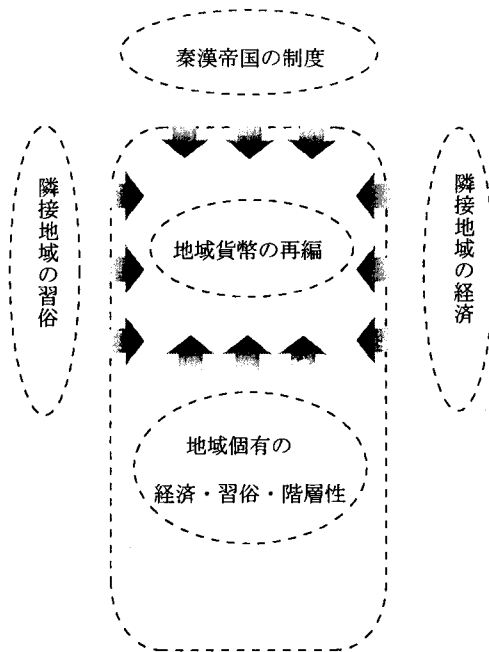 秦漢帝国の制度
隣接地域の習俗
地域貨幣の再編
隣接地域の経済
地域個有の
経済・習俗・階層性